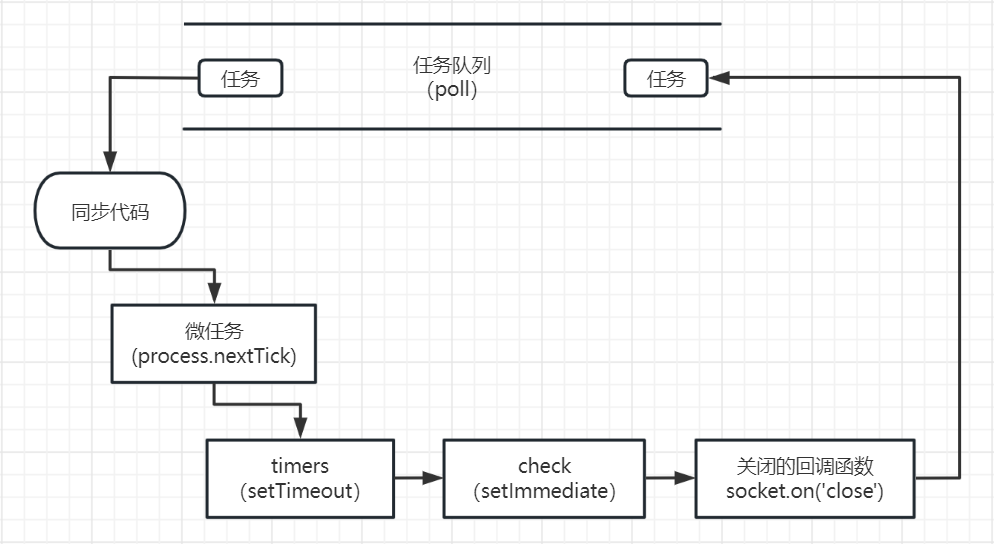 任务
任务队列
（poll）
任务
同步代码
微任务
(process.nextTick)
timers
（setTimeout）
check
（setImmediate）
关闭的回调函数
socket.on('close')